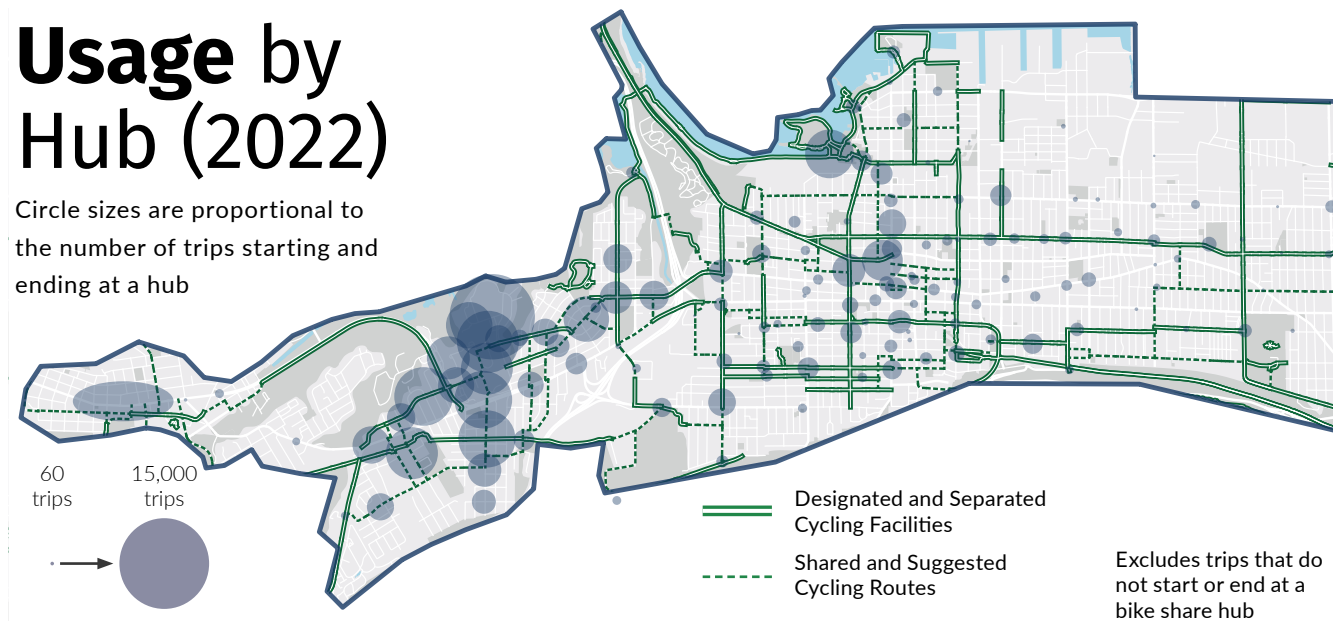 Usage by
Hub (2022)
Circle sizes are proportional to
the number of trips starting and
ending at a hub
60
trips
15,000
trips
Designated and Separated
Cycling Facilities
Shared and Suggested
Cycling Routes
Excludes trips that do
not start or end at a
bike share hub